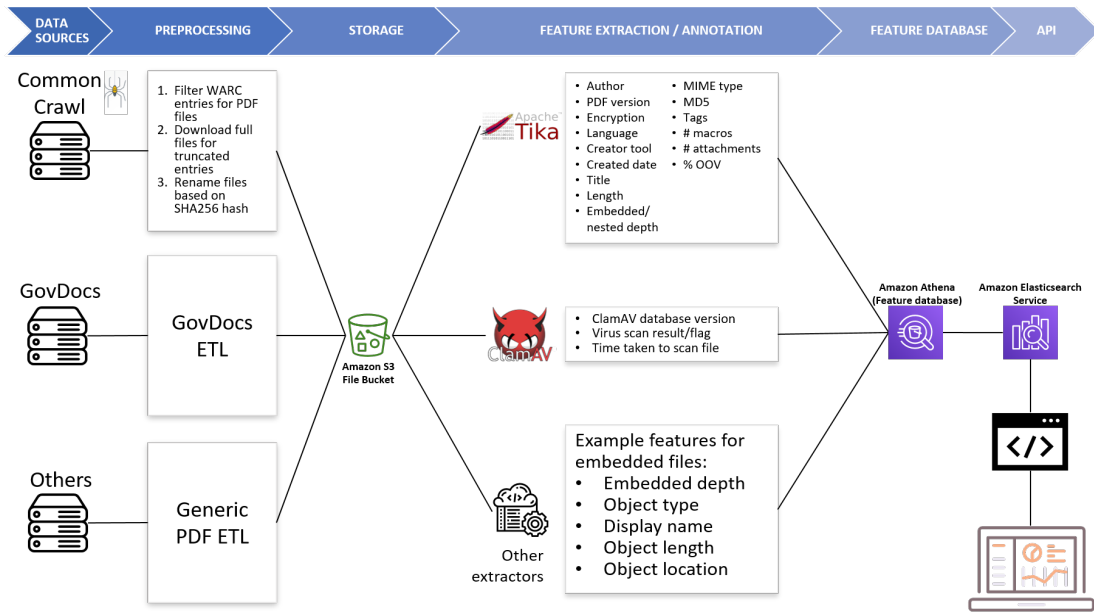 DATA
SOURCES
PREPROCESSING
STORAGE
FEATURE EXTRACTION / ANNOTATION
FEATURE DATABASE
API
Common
Crawl
1. Filter WARC
entries for PDF
files
2. Download full
files for
truncated
entries
3. Rename files
based on
SHA256 hash
GovDocs
GovDocs
ETL
Others
Generic
PDF ETL
Amazon S3
File Bucket
Apache
Tika
• Author
• PDF version
• Encryption
• Language
• Creator tool
• Created date
• Title
• Length
• Embedded/
nested depth
• MIME type
• MD5
• Tags
• # macros
• # attachments
• % OOV
ClamAV
• ClamAV database version
• Virus scan result/flag
• Time taken to scan file
Other
extractors
Example features for
embedded files:
• Embedded depth
• Object type
• Display name
• Object length
• Object location
Amazon Athena
(Feature database)
Amazon Elasticsearch
Service